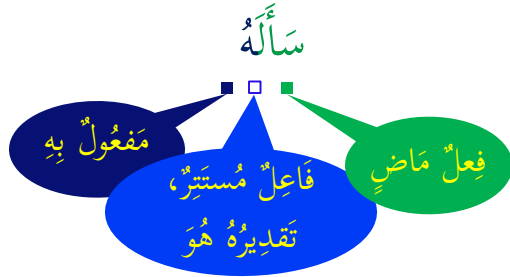 سَأَلَهُ
فِعلٌ مَاضٍ
فَاعِلٌ مُستَتِرٌ،
تَقدِيرُهُ هُوَ
مَفعُولٌ بِهِ